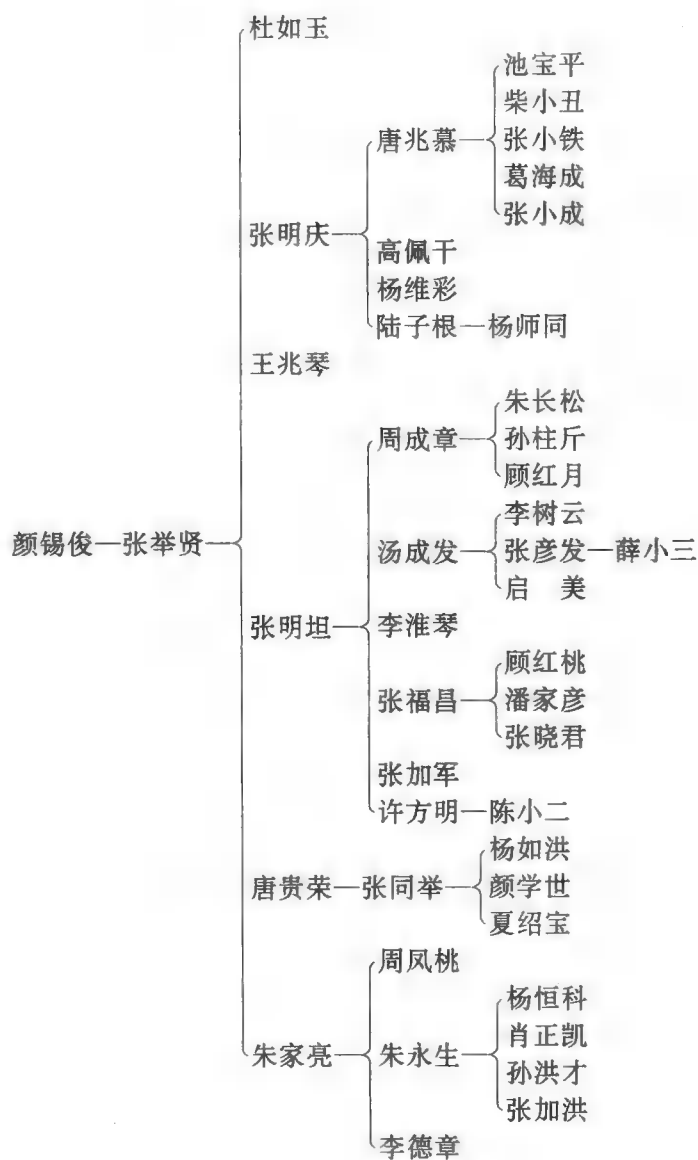 杜如玉
池宝平
柴小丑
唐兆慕
张小铁
葛海成
张小成
张明庆
高佩干
杨维彩
陆子根
杨师同
王兆琴
朱长松
周成章
孙柱斤
顾红月
李树云
颜锡俊
张举贤
汤成发
张彦发
薛小三
启 美
张明坦
李淮琴
顾红桃
张福昌
潘家彦
张晓君
张加军
许方明
陈小二
杨如洪
唐贵荣
张同举
颜学世
夏绍宝
周凤桃
杨恒科
肖正凯
朱家亮
朱永生
孙洪才
张加洪
李德章